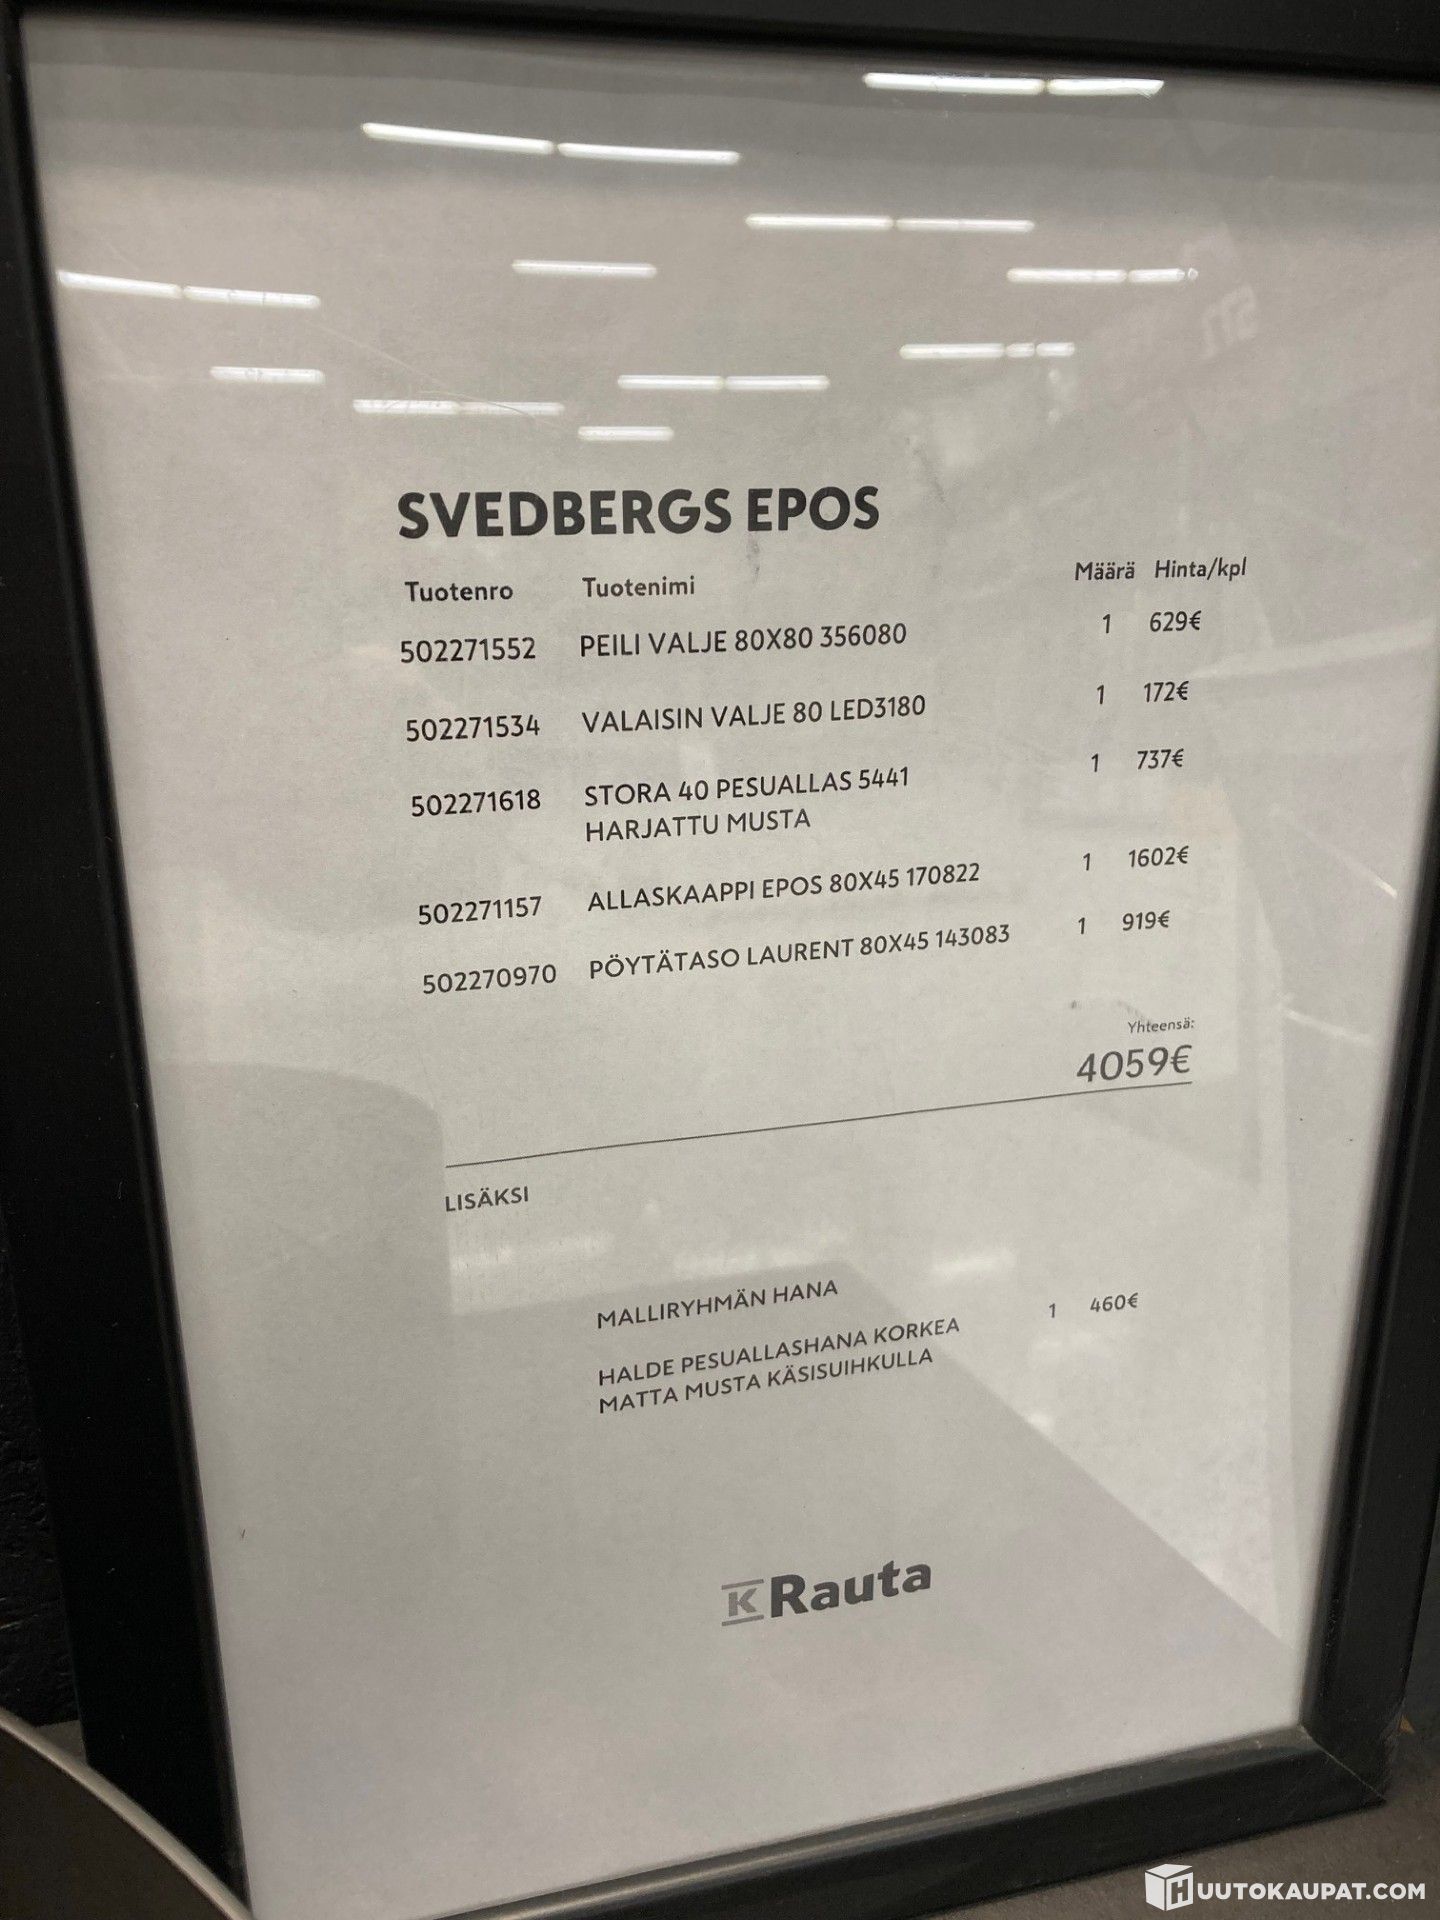 SVEDBERGS EPOS
Tuotenro Tuotenimi Määrä Hinta/kpl
502271552 PEILI VALJE 80X80 356080 1 629€
502271534 VALAISIN VALJE 80 LED3180 1 172€
502271618 STORA 40 PESUALLAS 5441 1 737€
HARJATTU MUSTA
502271157 ALLASKAAPPI EPOS 80X45 170822 1 1602€
502270970 PÖYTÄTASO LAURENT 80X45 143083 1 919€
Yhteensä:
4059€
LISÄKSI
MALLIRYHMÄN HANA
HALDE PESUALLASHANA KORKEA 1 460€
MATTA MUSTA KÄSISUIHKULLA
K Rauta
HUUTOKAUPAT.COM